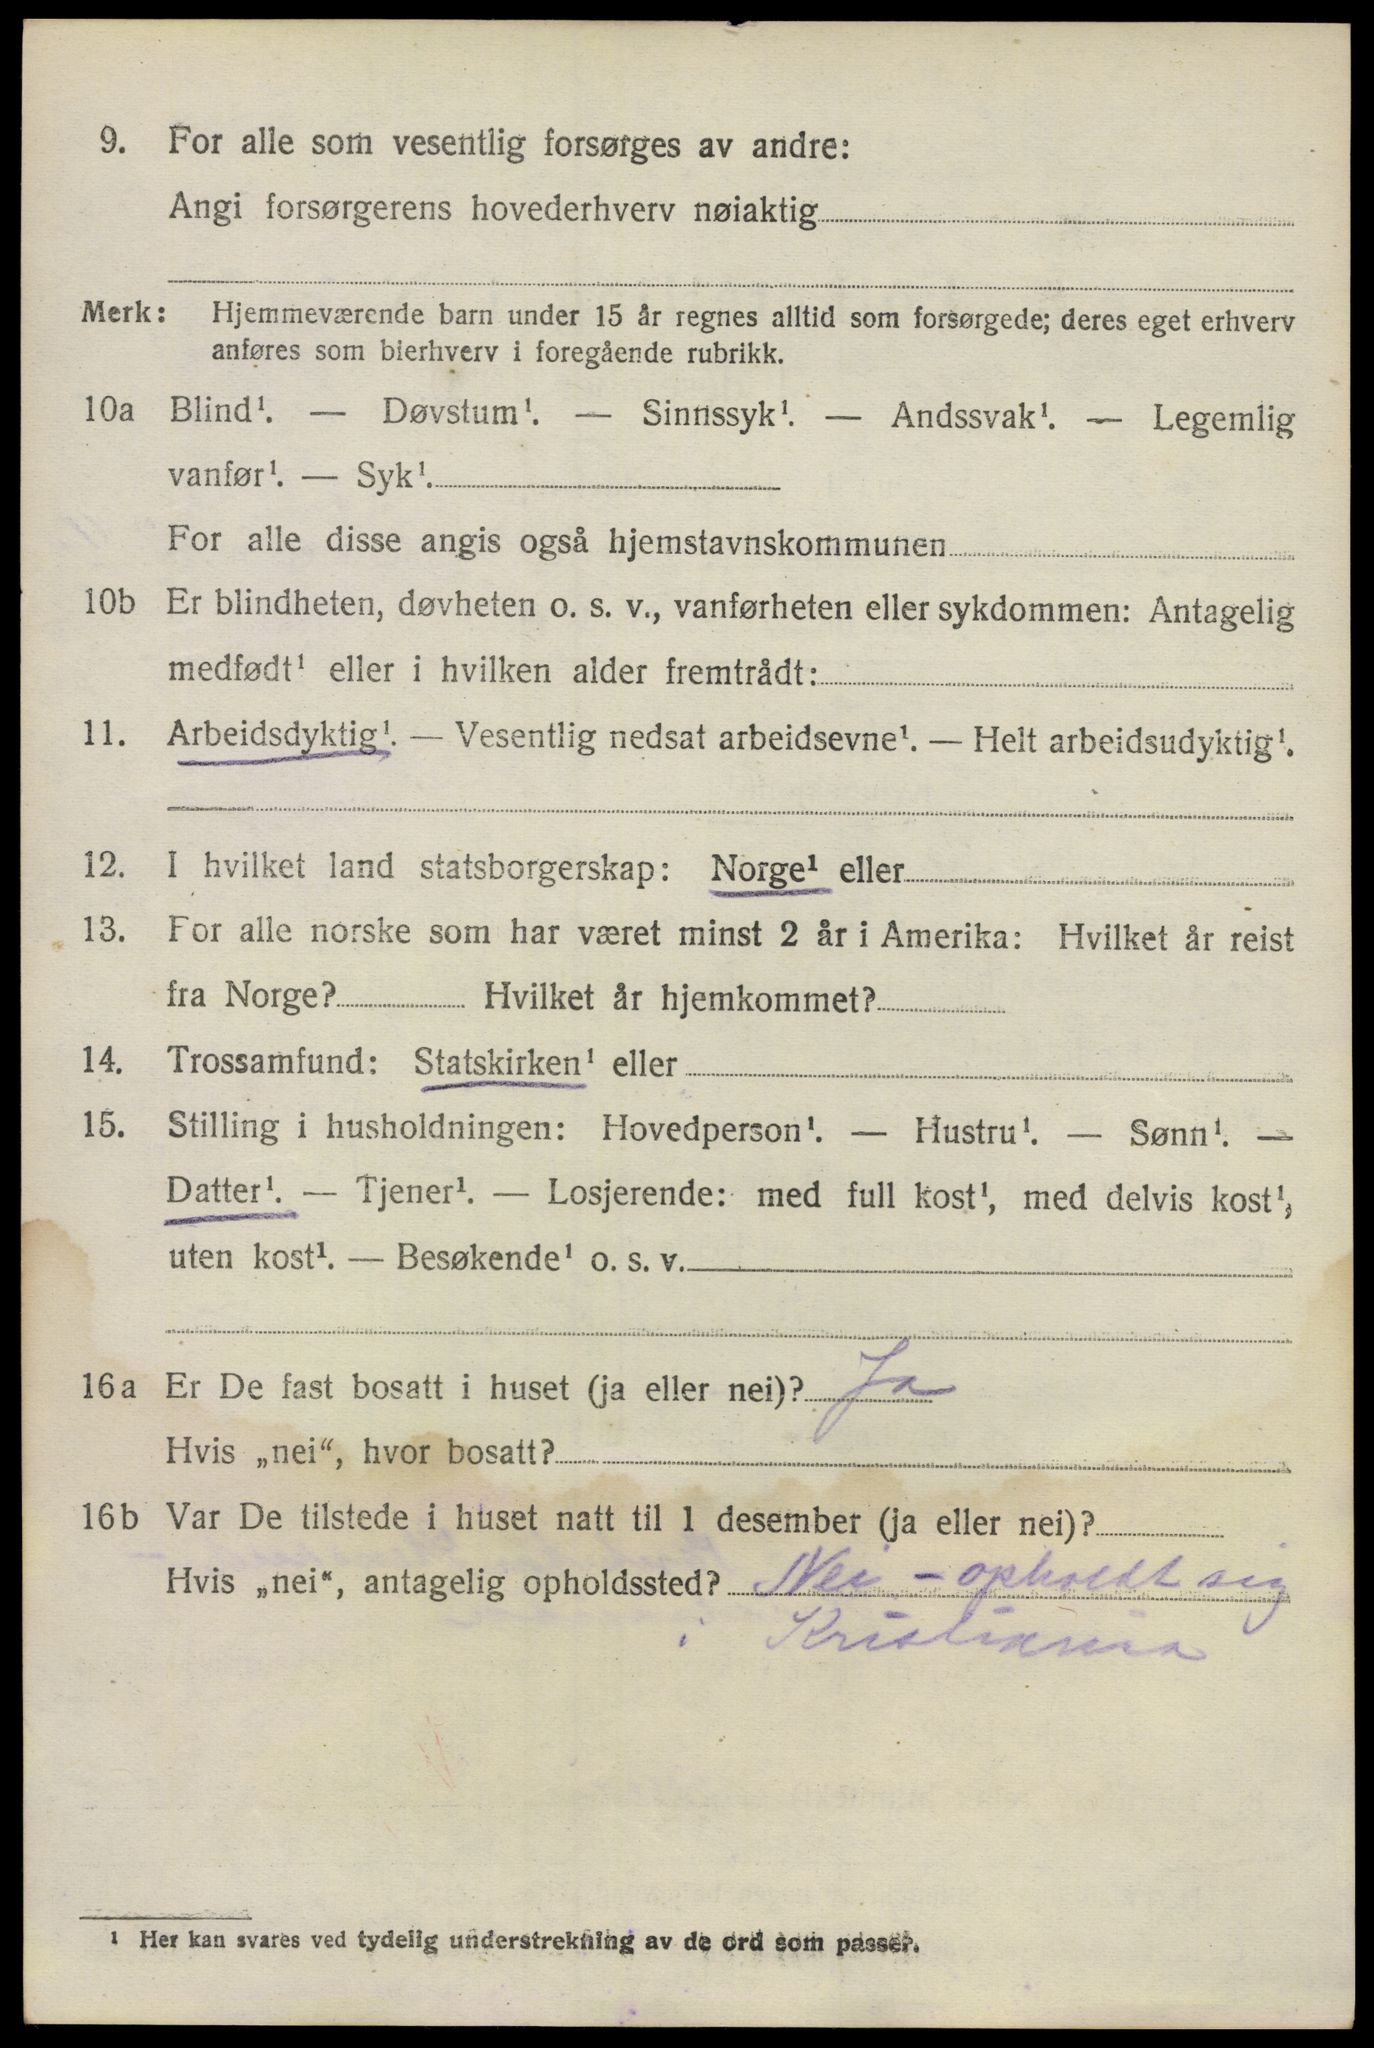 9. For alle som vesentlig forsørges av andre:
Angi forsørgerens hovederhverv nøiaktig
Merk: Hjemmeværende barn under 15 år regnes alltid som forsørgede; deres eget erhverv
anføres som bierhverv i foregående rubrikk.
10a Blind¹. — Døvstum¹. — Sinnssyk¹. — Andssvak¹. — Legemlig
vanfør¹. — Syk¹.
For alle disse angis også hjemstavnskommunen
10b Er blindheten, døvheten o. s. v., vanførheten eller sykdommen: Antagelig
medfødt¹ eller i hvilken alder fremtrådt:
11. Arbeidsdyktig¹. — Vesentlig nedsat arbeidsevne¹. — Helt arbeidsudyktig¹.
12. I hvilket land statsborgerskap: Norge¹ eller
13. For alle norske som har været minst 2 år i Amerika: Hvilket år reist
fra Norge? Hvilket år hjemkommet?
14. Trossamfund: Statskirken¹ eller
15. Stilling i husholdningen: Hovedperson¹. — Hustru¹. — Sønn¹. —
Datter¹. — Tjener¹. — Losjerende: med full kost¹, med delvis kost¹,
uten kost¹. — Besøkende¹ o. s. v.
16a Er De fast bosatt i huset (ja eller nei)? Ja
Hvis „nei“, hvor bosatt?
16b Var De tilstede i huset natt til 1 desember (ja eller nei)?
Hvis „nei“, antagelig opholdssted? Nei - opholdt sig
i Kristiania
¹ Her kan svares ved tydelig understrekning av de ord som passer.